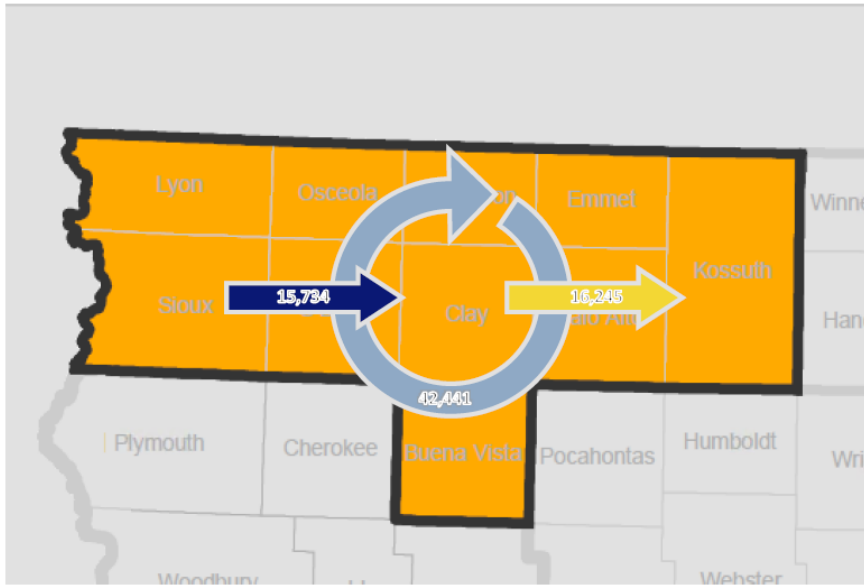 Lyon
Osceola
Emmet
Winne
Kossuth
Sioux
15,734
Clay
16,245
Han
42,441
Plymouth
Cherokee
Buena Vista
Pocahontas
Humboldt
Wri
Woodbury
Webster